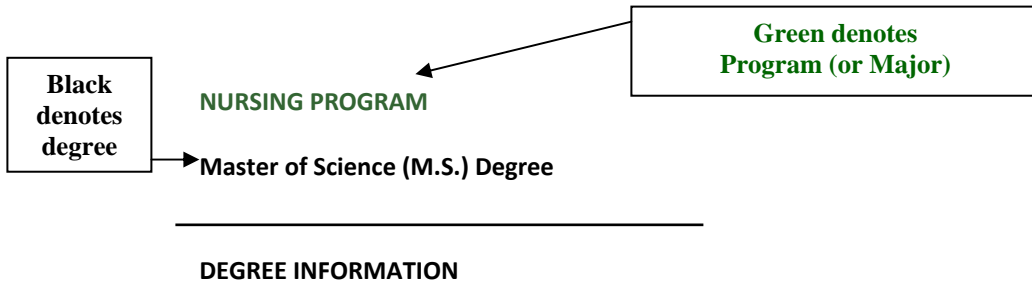 Green denotes
Program (or Major)
Black
denotes
degree
NURSING PROGRAM
Master of Science (M.S.) Degree
DEGREE INFORMATION